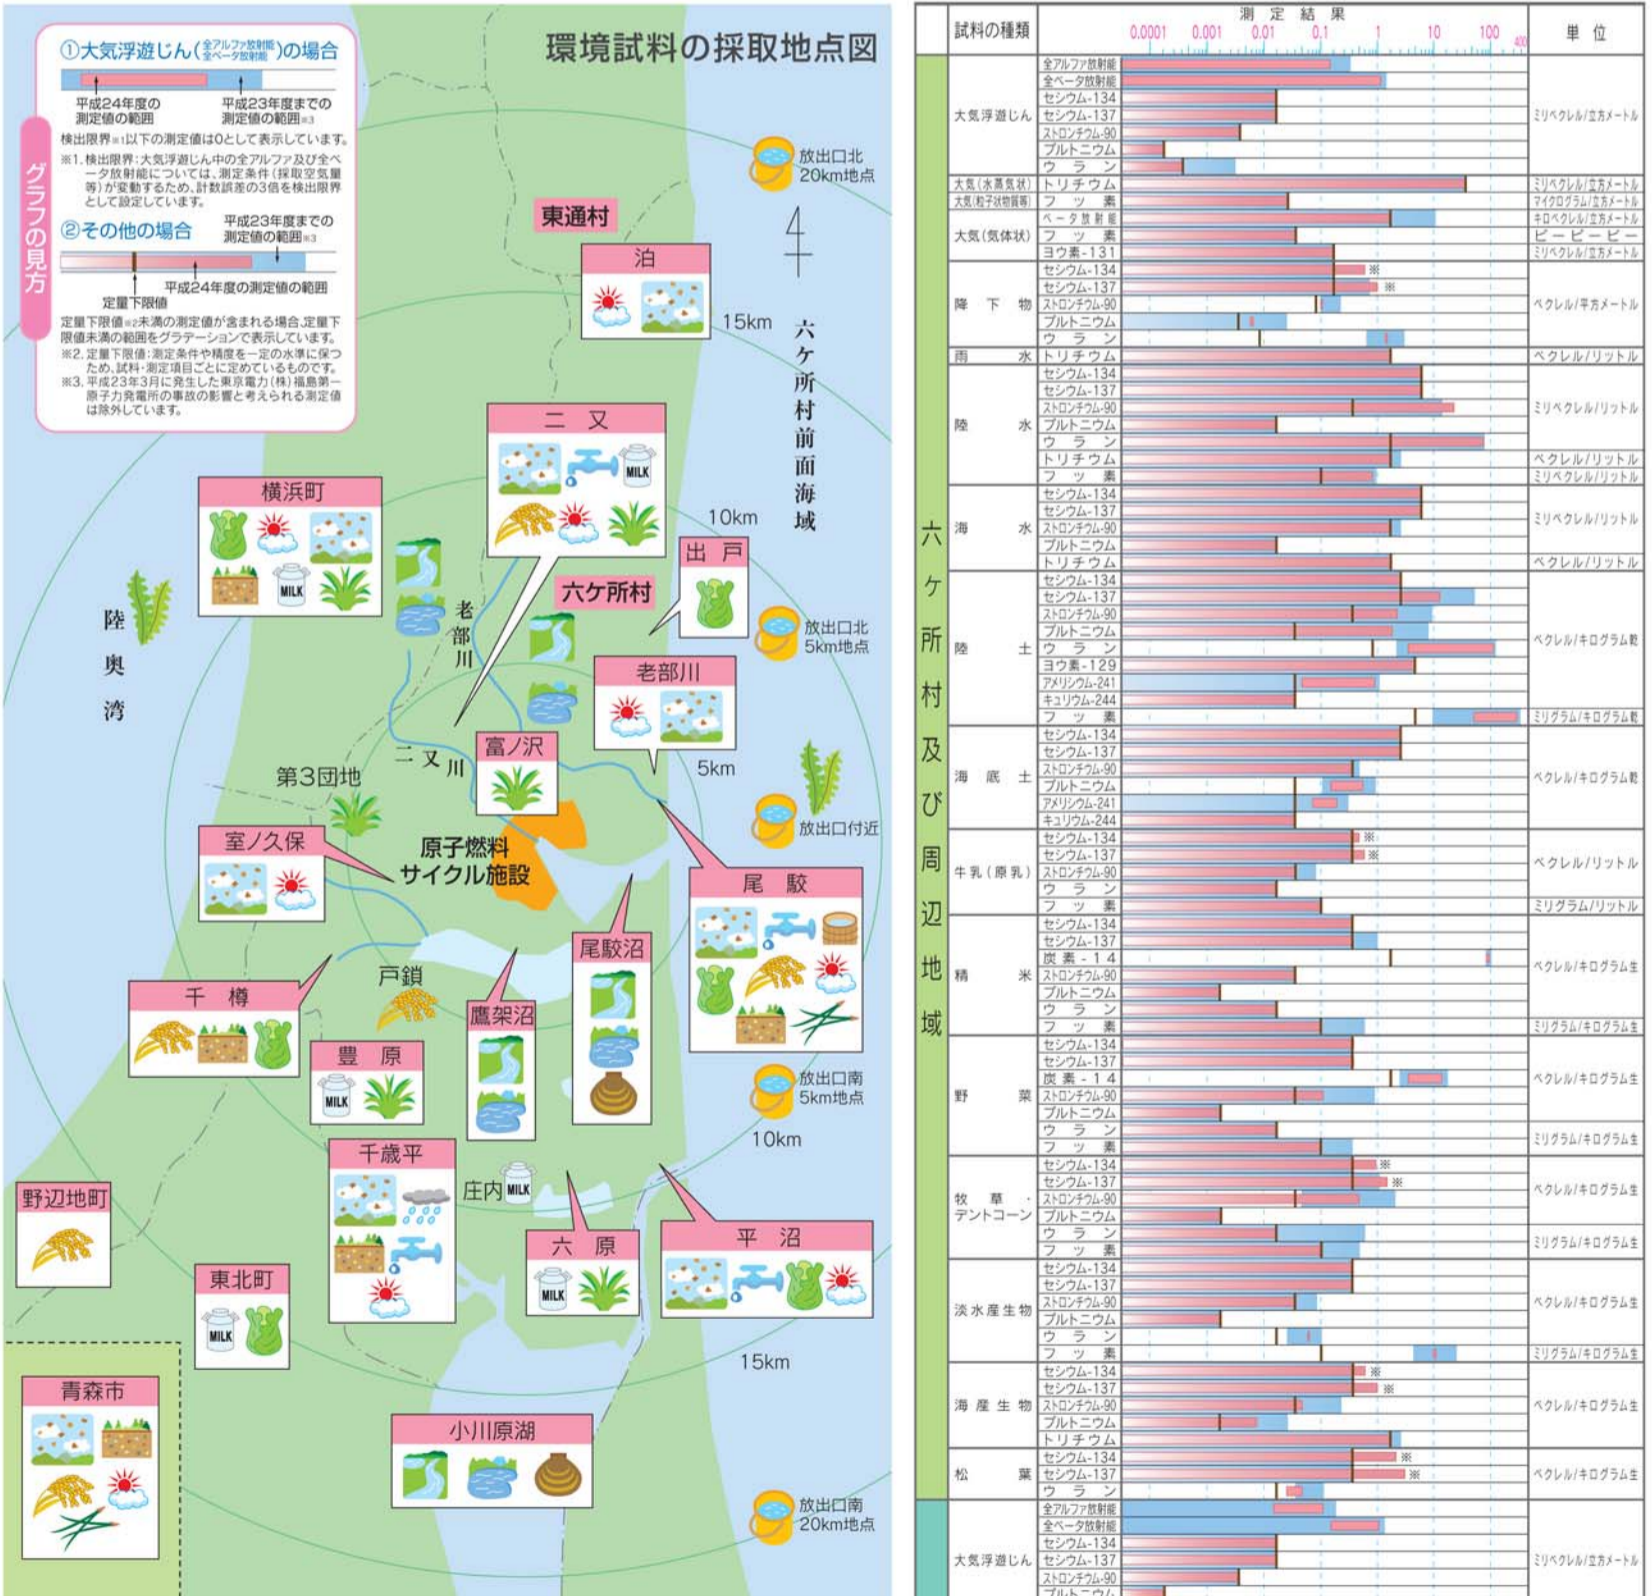 環境試料の採取地点図
グラフの見方
①大気浮遊じん(全アルファ放射能 全ベータ放射能)の場合
平成24年度の
測定値の範囲
平成23年度までの
測定値の範囲※3
検出限界※1以下の測定値は0として表示しています。
※1. 検出限界:大気浮遊じん中の全アルファ及び全ベ
ータ放射能については、測定条件(採取空気量
等)が変動するため、計数誤差の3倍を検出限界
として設定しています。
②その他の場合
平成23年度までの
測定値の範囲※3
平成24年度の測定値の範囲
定量下限値
定量下限値※2未満の測定値が含まれる場合、定量下
限値未満の範囲をグラデーションで表示しています。
※2. 定量下限値:測定条件や精度を一定の水準に保つ
ため、試料・測定項目ごとに定めているものです。
※3. 平成23年3月に発生した東京電力(株)福島第一
原子力発電所の事故の影響と考えられる測定値
は除外しています。
放出口北
20km地点
東通村
泊
15km
六ケ所村前面海域
二又
MILK
横浜町
MILK
10km
出戸
六ケ所村
老部川
陸奥湾
放出口北
5km地点
老部川
二又川
富ノ沢
5km
第3団地
放出口付近
室ノ久保
原子燃料
サイクル施設
尾駮
尾駮沼
戸鎖
千樽
鷹架沼
豊原
MILK
放出口南
5km地点
10km
千歳平
庄内
MILK
野辺地町
六原
MILK
平沼
東北町
MILK
15km
青森市
小川原湖
放出口南
20km地点
試料の種類
測定結果
0.0001 0.001 0.01 0.1 1 10 100 400
単位
六ケ所村及び周辺地域
大気浮遊じん
全アルファ放射能
全ベータ放射能
セシウム-134
セシウム-137
ストロンチウム-90
プルトニウム
ウラン
ミリベクレル/立方メートル
大気(水蒸気状) トリチウム ミリベクレル/立方メートル
大気(粒子状物質等) フッ素 マイクログラム/立方メートル
大気(気体状)
ベータ放射能 キロベクレル/立方メートル
フッ素 ピーピービー
ヨウ素-131 ミリベクレル/立方メートル
降下物
セシウム-134 ※
セシウム-137 ※
ストロンチウム-90
プルトニウム
ウラン
ベクレル/平方メートル
雨水 トリチウム ベクレル/リットル
陸水
セシウム-134
セシウム-137
ストロンチウム-90
プルトニウム
ウラン
ミリベクレル/リットル
トリチウム ベクレル/リットル
フッ素 ミリベクレル/リットル
海水
セシウム-134
セシウム-137
ストロンチウム-90
プルトニウム
ミリベクレル/リットル
トリチウム ベクレル/リットル
陸土
セシウム-134
セシウム-137
ストロンチウム-90
プルトニウム
ウラン
ヨウ素-129
アメリシウム-241
キュリウム-244
ベクレル/キログラム乾
フッ素 ミリグラム/キログラム乾
海底土
セシウム-134
セシウム-137
ストロンチウム-90
プルトニウム
アメリシウム-241
キュリウム-244
ベクレル/キログラム乾
牛乳(原乳)
セシウム-134 ※
セシウム-137 ※
ストロンチウム-90
ウラン
ベクレル/リットル
フッ素 ミリグラム/リットル
精米
セシウム-134
セシウム-137
炭素-14
ストロンチウム-90
プルトニウム
ウラン
ベクレル/キログラム生
フッ素 ミリグラム/キログラム生
野菜
セシウム-134
セシウム-137
炭素-14
ストロンチウム-90
プルトニウム
ベクレル/キログラム生
ウラン
フッ素
ミリグラム/キログラム生
牧草・
デントコーン
セシウム-134 ※
セシウム-137 ※
ストロンチウム-90
プルトニウム
ベクレル/キログラム生
ウラン
フッ素
ミリグラム/キログラム生
淡水産生物
セシウム-134
セシウム-137
ストロンチウム-90
プルトニウム
ウラン
ベクレル/キログラム生
フッ素 ミリグラム/キログラム生
海産生物
セシウム-134 ※
セシウム-137 ※
ストロンチウム-90
プルトニウム
トリチウム
ベクレル/キログラム生
松葉
セシウム-134 ※
セシウム-137 ※
ウラン
ベクレル/キログラム生
大気浮遊じん
全アルファ放射能
全ベータ放射能
セシウム-134
セシウム-137
ストロンチウム-90
プルトニウム
ミリベクレル/立方メートル